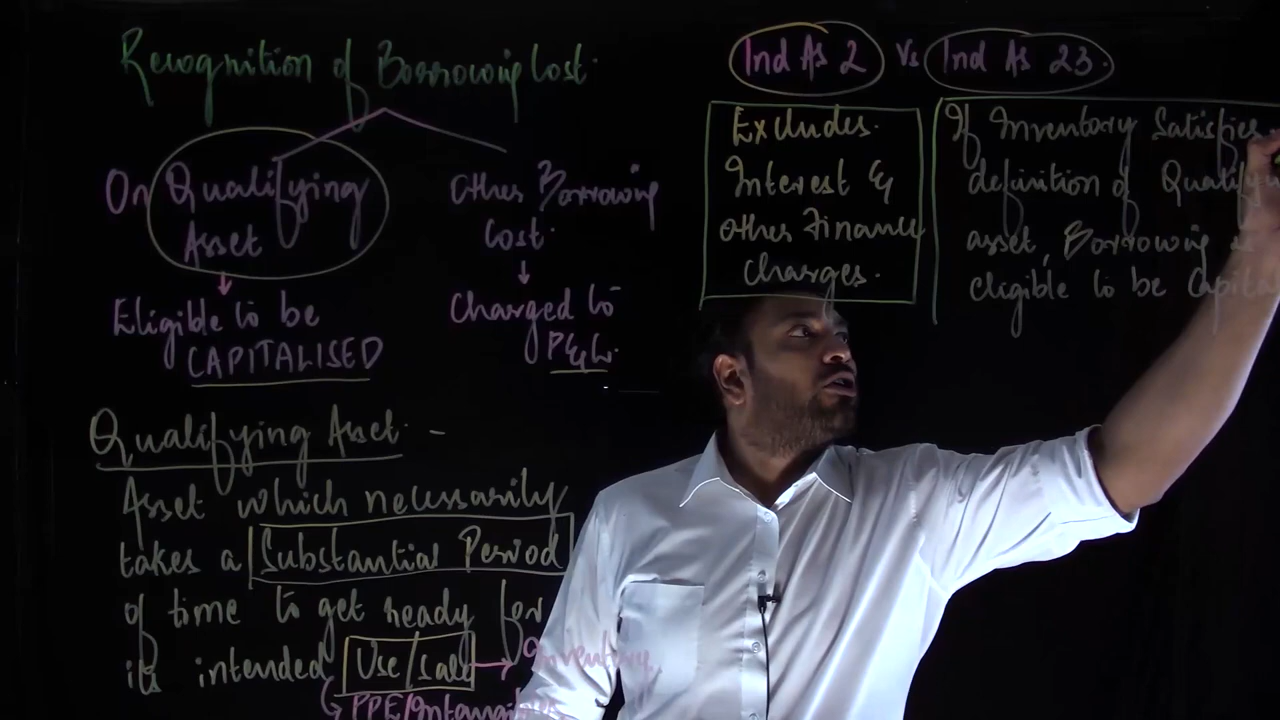 Recognition of Borrowing Cost.
On Qualifying
Asset
Eligible to be
CAPITALISED
Other Borrowing
Cost.
Charged to
P&L.
Qualifying Asset. -
Asset which necessarily
takes a Substantial Period
of time to get ready for
its intended Use/Sale
Inventory
PPE/Intangibles
Ind As 2 Vs Ind As 23.
Excludes.
Interest &
other Finance
Charges.
If Inventory Satisfies
definition of
asset, Borrowing
eligible to be